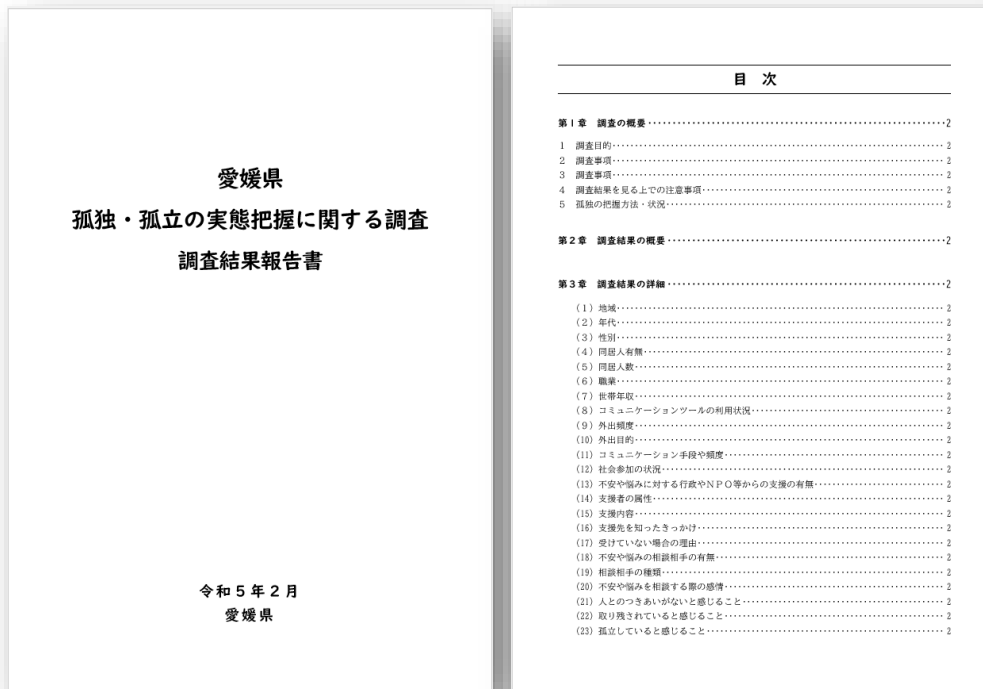 愛媛県
孤独・孤立の実態把握に関する調査
調査結果報告書
令和５年２月
愛媛県
目　次
第１章　調査の概要‥‥‥‥‥‥‥‥‥‥‥‥‥‥‥‥‥‥‥‥2
１　調査目的‥‥‥‥‥‥‥‥‥‥‥‥‥‥‥‥‥‥‥‥ 2
２　調査事項‥‥‥‥‥‥‥‥‥‥‥‥‥‥‥‥‥‥‥‥ 2
３　調査事項‥‥‥‥‥‥‥‥‥‥‥‥‥‥‥‥‥‥‥‥ 2
４　調査結果を見る上での注意事項‥‥‥‥‥‥‥‥‥‥‥‥ 2
５　孤独の把握方法・状況‥‥‥‥‥‥‥‥‥‥‥‥‥‥‥ 2
第２章　調査結果の概要‥‥‥‥‥‥‥‥‥‥‥‥‥‥‥‥‥‥2
第３章　調査結果の詳細‥‥‥‥‥‥‥‥‥‥‥‥‥‥‥‥‥‥2
（１）地域‥‥‥‥‥‥‥‥‥‥‥‥‥‥‥‥‥‥‥‥ 2
（２）年代‥‥‥‥‥‥‥‥‥‥‥‥‥‥‥‥‥‥‥‥ 2
（３）性別‥‥‥‥‥‥‥‥‥‥‥‥‥‥‥‥‥‥‥‥ 2
（４）同居人有無‥‥‥‥‥‥‥‥‥‥‥‥‥‥‥‥‥‥ 2
（５）同居人数‥‥‥‥‥‥‥‥‥‥‥‥‥‥‥‥‥‥‥ 2
（６）職業‥‥‥‥‥‥‥‥‥‥‥‥‥‥‥‥‥‥‥‥ 2
（７）世帯年収‥‥‥‥‥‥‥‥‥‥‥‥‥‥‥‥‥‥‥ 2
（８）コミュニケーションツールの利用状況‥‥‥‥‥‥‥‥‥ 2
（９）外出頻度‥‥‥‥‥‥‥‥‥‥‥‥‥‥‥‥‥‥‥ 2
（10）外出目的‥‥‥‥‥‥‥‥‥‥‥‥‥‥‥‥‥‥‥ 2
（11）コミュニケーション手段や頻度‥‥‥‥‥‥‥‥‥‥‥ 2
（12）社会参加の状況‥‥‥‥‥‥‥‥‥‥‥‥‥‥‥‥ 2
（13）不安や悩みに対する行政やＮＰＯ等からの支援の有無‥‥‥‥ 2
（14）支援者の属性‥‥‥‥‥‥‥‥‥‥‥‥‥‥‥‥‥ 2
（15）支援内容‥‥‥‥‥‥‥‥‥‥‥‥‥‥‥‥‥‥‥ 2
（16）支援先を知ったきっかけ‥‥‥‥‥‥‥‥‥‥‥‥‥ 2
（17）受けていない場合の理由‥‥‥‥‥‥‥‥‥‥‥‥‥ 2
（18）不安や悩みの相談相手の有無‥‥‥‥‥‥‥‥‥‥‥ 2
（19）相談相手の種類‥‥‥‥‥‥‥‥‥‥‥‥‥‥‥‥ 2
（20）不安や悩みを相談する際の感情‥‥‥‥‥‥‥‥‥‥ 2
（21）人とのつきあいがないと感じること‥‥‥‥‥‥‥‥‥ 2
（22）取り残されていると感じること‥‥‥‥‥‥‥‥‥‥ 2
（23）孤立していると感じること‥‥‥‥‥‥‥‥‥‥‥‥ 2